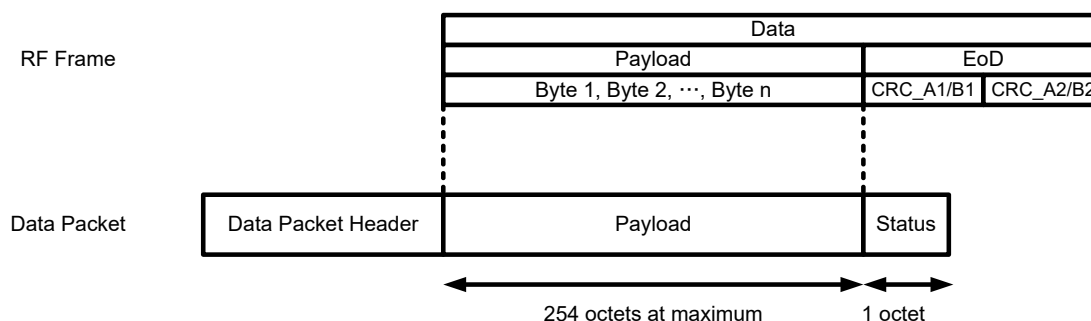 Data
RF Frame
Payload
EoD
Byte 1, Byte 2, ⋯, Byte n
CRC_A1/B1
CRC_A2/B2
Data Packet
Data Packet Header
Payload
Status
254 octets at maximum
1 octet